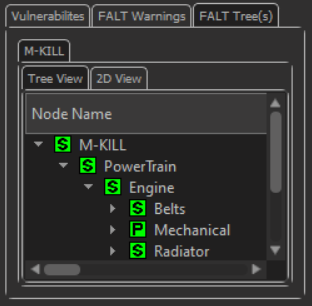 Vulnerabilites FALT Warnings FALT Tree(s)
M-KILL
Tree View 2D View
Node Name
S M-KILL
S PowerTrain
S Engine
S Belts
P Mechanical
S Radiator